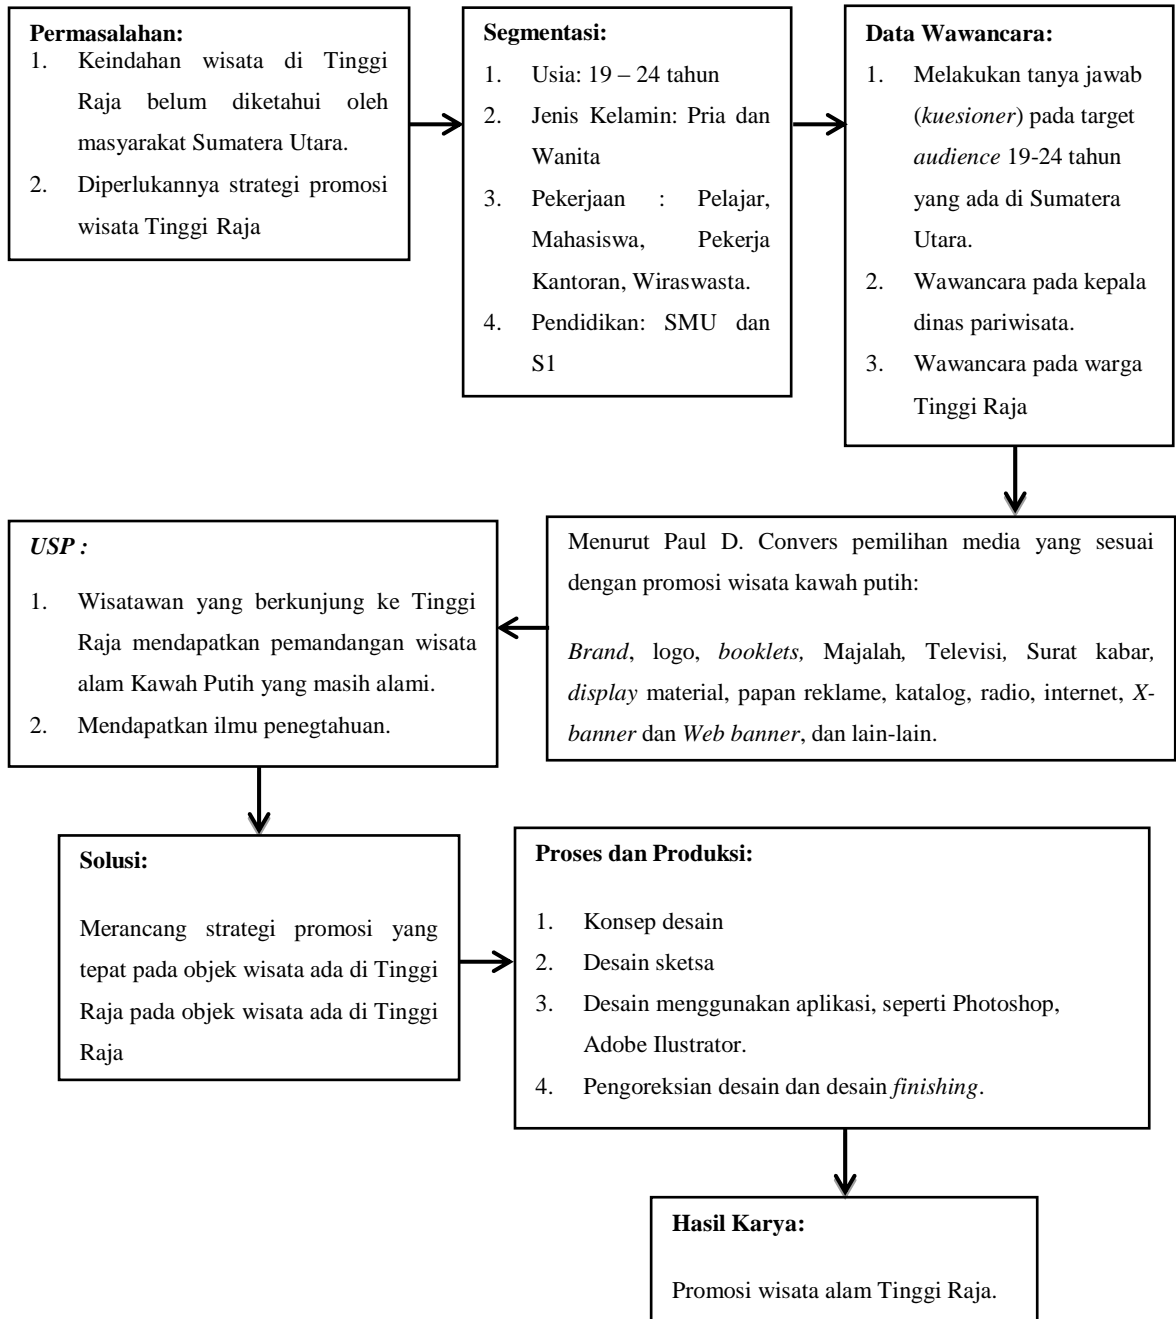 Permasalahan:
1. Keindahan wisata di Tinggi
Raja belum diketahui oleh
masyarakat Sumatera Utara.
2. Diperlukannya strategi promosi
wisata Tinggi Raja
Segmentasi:
1. Usia: 19 – 24 tahun
2. Jenis Kelamin: Pria dan
Wanita
3. Pekerjaan : Pelajar,
Mahasiswa, Pekerja
Kantoran, Wiraswasta.
4. Pendidikan: SMU dan
S1
Data Wawancara:
1. Melakukan tanya jawab
(kuesioner) pada target
audience 19-24 tahun
yang ada di Sumatera
Utara.
2. Wawancara pada kepala
dinas pariwisata.
3. Wawancara pada warga
Tinggi Raja
Menurut Paul D. Convers pemilihan media yang sesuai
dengan promosi wisata kawah putih:
Brand, logo, booklets, Majalah, Televisi, Surat kabar,
display material, papan reklame, katalog, radio, internet, X-
banner dan Web banner, dan lain-lain.
USP :
1. Wisatawan yang berkunjung ke Tinggi
Raja mendapatkan pemandangan wisata
alam Kawah Putih yang masih alami.
2. Mendapatkan ilmu penegtahuan.
Solusi:
Merancang strategi promosi yang
tepat pada objek wisata ada di Tinggi
Raja pada objek wisata ada di Tinggi
Raja
Proses dan Produksi:
1. Konsep desain
2. Desain sketsa
3. Desain menggunakan aplikasi, seperti Photoshop,
Adobe Ilustrator.
4. Pengoreksian desain dan desain finishing.
Hasil Karya:
Promosi wisata alam Tinggi Raja.